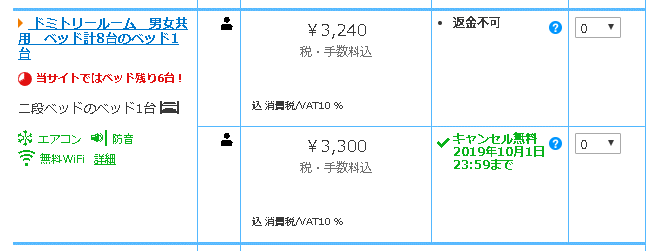 ドミトリールーム 男女共
用 ベッド計8台のベッド1
台
当サイトではベッド残り6台！
二段ベッドのベッド1台
エアコン 防音
無料WiFi 詳細
￥3,240
税・手数料込
込 消費税/VAT10 %
• 返金不可
?
0
￥3,300
税・手数料込
込 消費税/VAT10 %
キャンセル無料
2019年10月1日
23:59まで
?
0